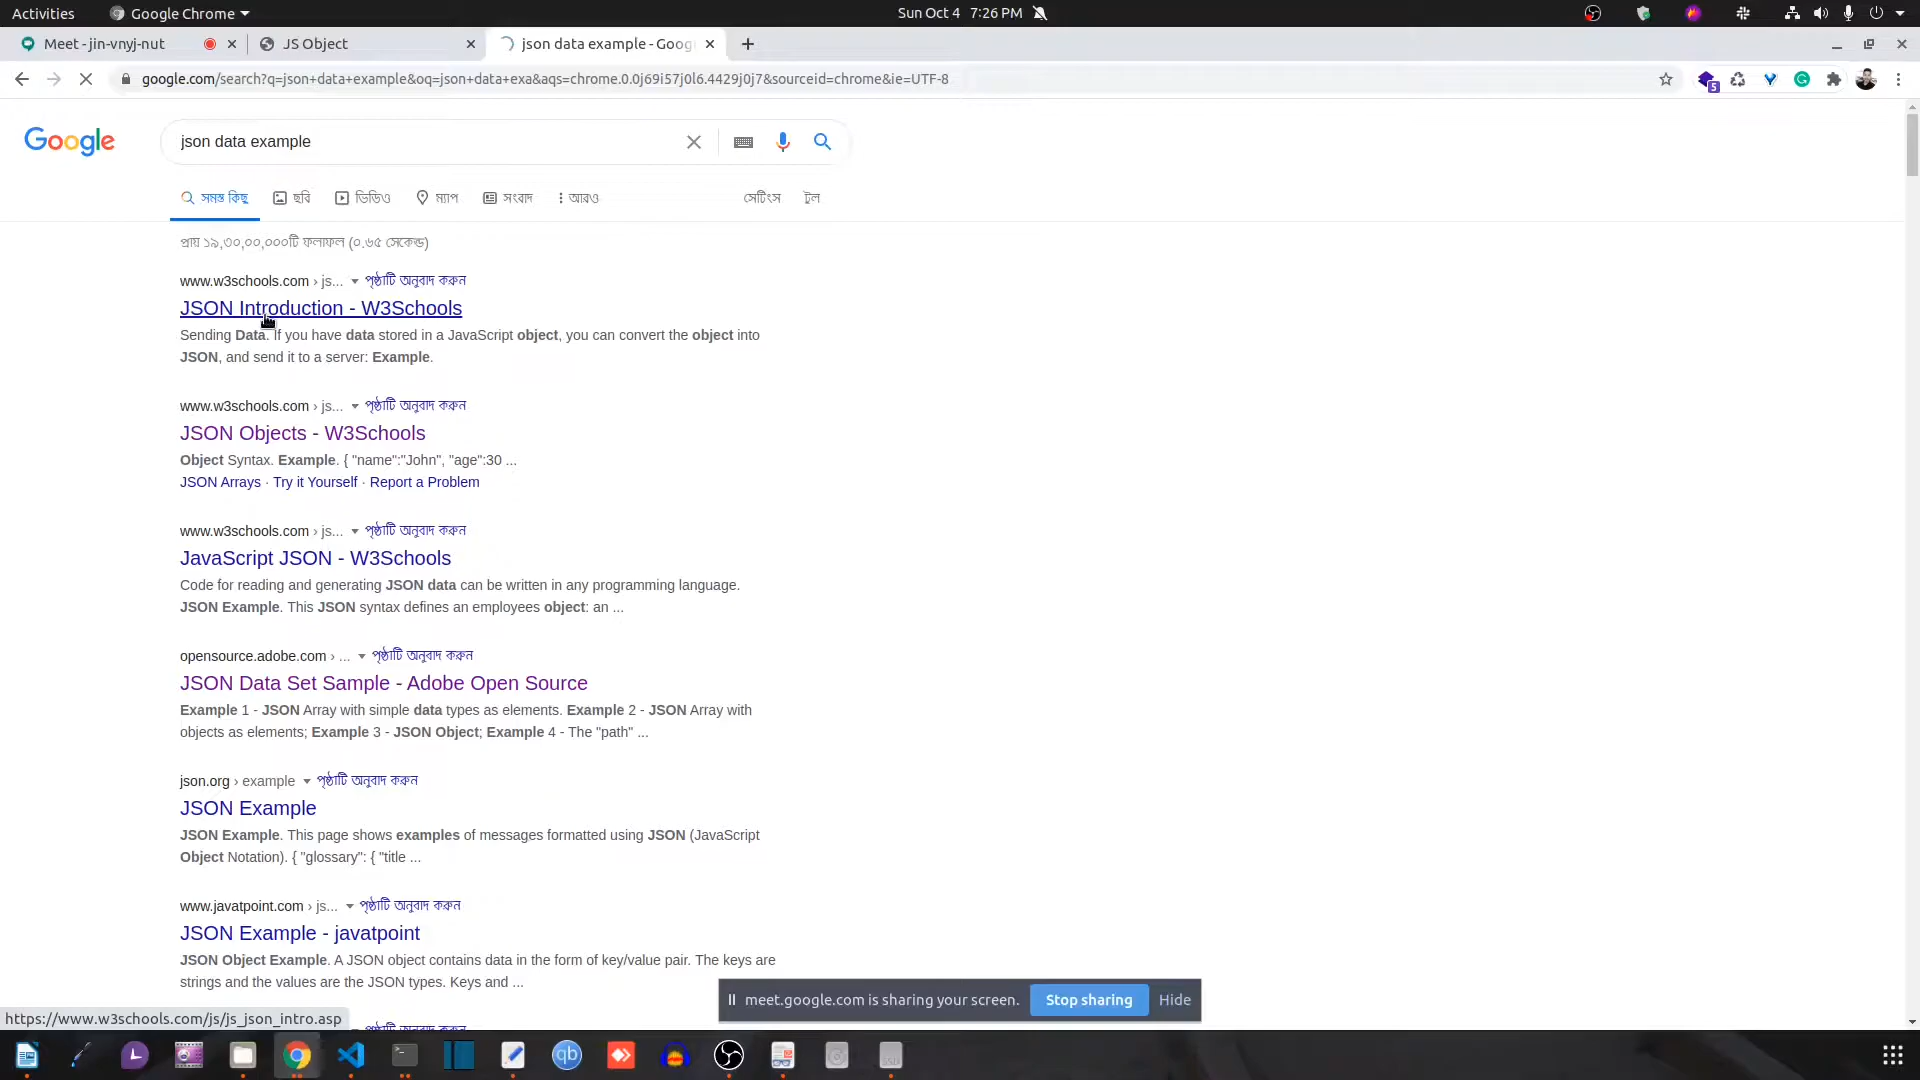 Activities
Google Chrome
Sun Oct 4 7:26 PM
Meet - jin-vnyj-nut
JS Object
json data example - Goog
google.com/search?q=json+data+example&oq=json+data+exa&aqs=chrome.0.0j69i57j0l6.4429j0j7&sourceid=chrome&ie=UTF-8
5
Google
json data example
সমস্ত কিছু
ছবি
ভিডিও
ম্যাপ
সংবাদ
আরও
সেটিংস
টুল
প্রায় ১৯,৩০,০০,০০০টি ফলাফল (০.৬৫ সেকেন্ড)
www.w3schools.com › js... পৃষ্ঠাটি অনুবাদ করুন
JSON Introduction - W3Schools
Sending Data. If you have data stored in a JavaScript object, you can convert the object into
JSON, and send it to a server: Example.
www.w3schools.com › js... পৃষ্ঠাটি অনুবাদ করুন
JSON Objects - W3Schools
Object Syntax. Example. { "name":"John", "age":30 ...
JSON Arrays · Try it Yourself · Report a Problem
www.w3schools.com › js... পৃষ্ঠাটি অনুবাদ করুন
JavaScript JSON - W3Schools
Code for reading and generating JSON data can be written in any programming language.
JSON Example. This JSON syntax defines an employees object: an ...
opensource.adobe.com › ... পৃষ্ঠাটি অনুবাদ করুন
JSON Data Set Sample - Adobe Open Source
Example 1 - JSON Array with simple data types as elements. Example 2 - JSON Array with
objects as elements; Example 3 - JSON Object; Example 4 - The "path" ...
json.org › example পৃষ্ঠাটি অনুবাদ করুন
JSON Example
JSON Example. This page shows examples of messages formatted using JSON (JavaScript
Object Notation). { "glossary": { "title ...
www.javatpoint.com › js... পৃষ্ঠাটি অনুবাদ করুন
JSON Example - javatpoint
JSON Object Example. A JSON object contains data in the form of key/value pair. The keys are
strings and the values are the JSON types. Keys and ...
meet.google.com is sharing your screen.
Stop sharing
Hide
https://www.w3schools.com/js/js_json_intro.asp
পৃষ্ঠাটি অনুবাদ করুন
qb